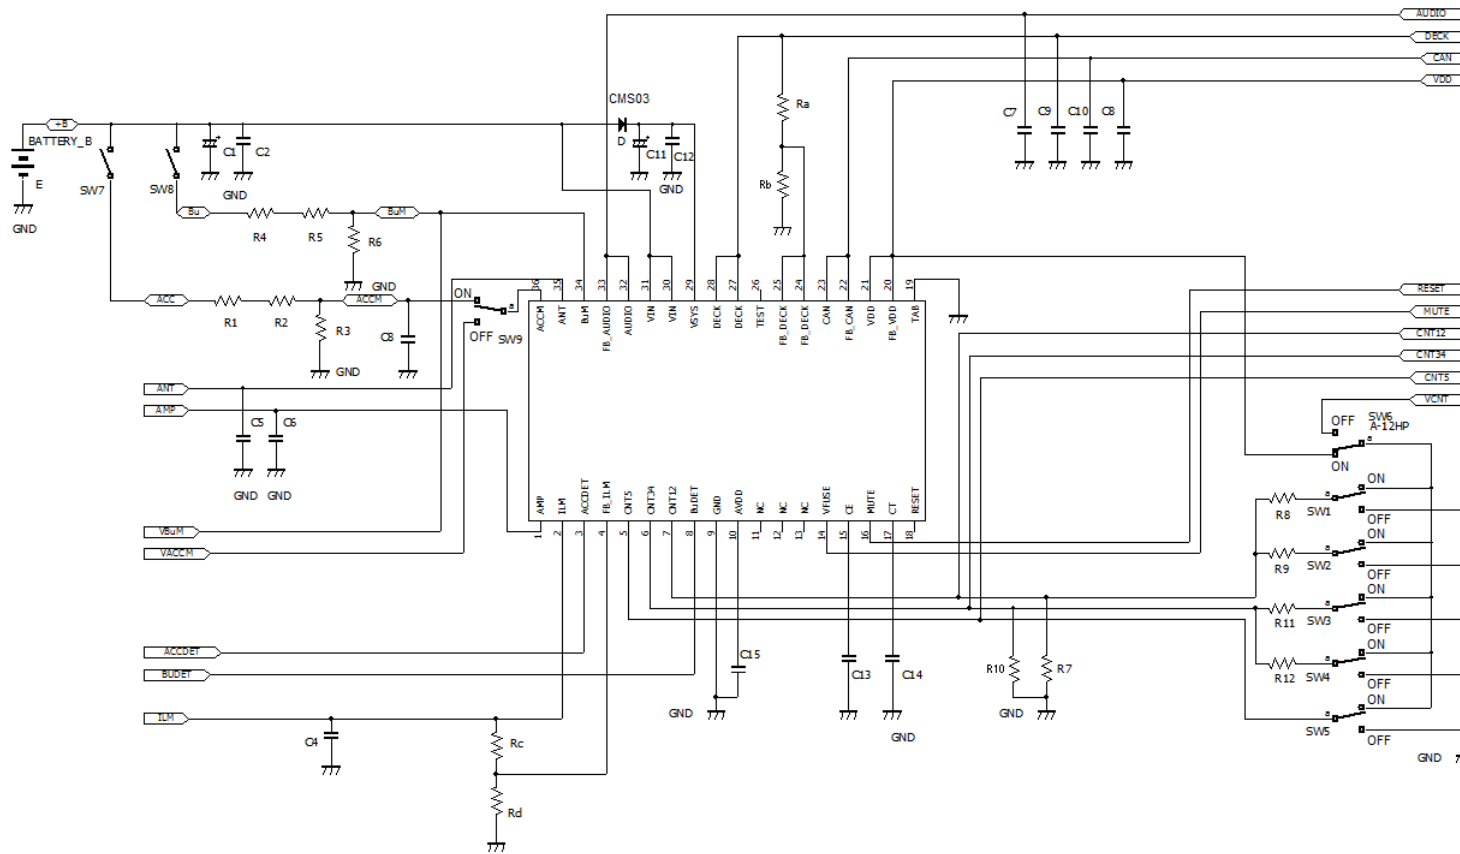 AUDIO
DECK
CAN
VDD
CMS03
+B
BATTERY_B
E
GND
SW7
SW8
C1
C2
GND
D
C11
C12
GND
Ra
Rb
C7
C9
C10
C8
Bu
R4
R5
BuM
R6
GND
ACC
R1
R2
ACCM
R3
GND
C8
ON
OFF
a
SW9
36
35
34
33
32
31
30
29
28
27
26
25
24
23
22
21
20
19
ACCM
ANT
BuM
FB_AUDIO
AUDIO
VIN
VIN
VSYS
DECK
DECK
TEST
FB_DECK
FB_DECK
CAN
FB_CAN
VDD
FB_VDD
TAB
RESET
MUTE
CNT12
CNT34
CNT5
VCNT
ANT
AMP
C5
C6
GND
GND
OFF
SW6
A-12HP
a
ON
AMP
ILM
ACCDET
FB_ILM
CNT5
CNT34
CNT12
BuDET
GND
AVDD
NC
NC
NC
VFUSE
CE
MUTE
CT
RESET
1
2
3
4
5
6
7
8
9
10
11
12
13
14
15
16
17
18
ON
R8
a
SW1
OFF
ON
R9
a
SW2
OFF
ON
R11
a
SW3
OFF
ON
R12
a
SW4
OFF
ON
a
SW5
OFF
GND
VBuM
VACCM
ACCDET
BUDET
ILM
C15
GND
C13
C14
GND
R10
R7
GND
C4
Rc
Rd